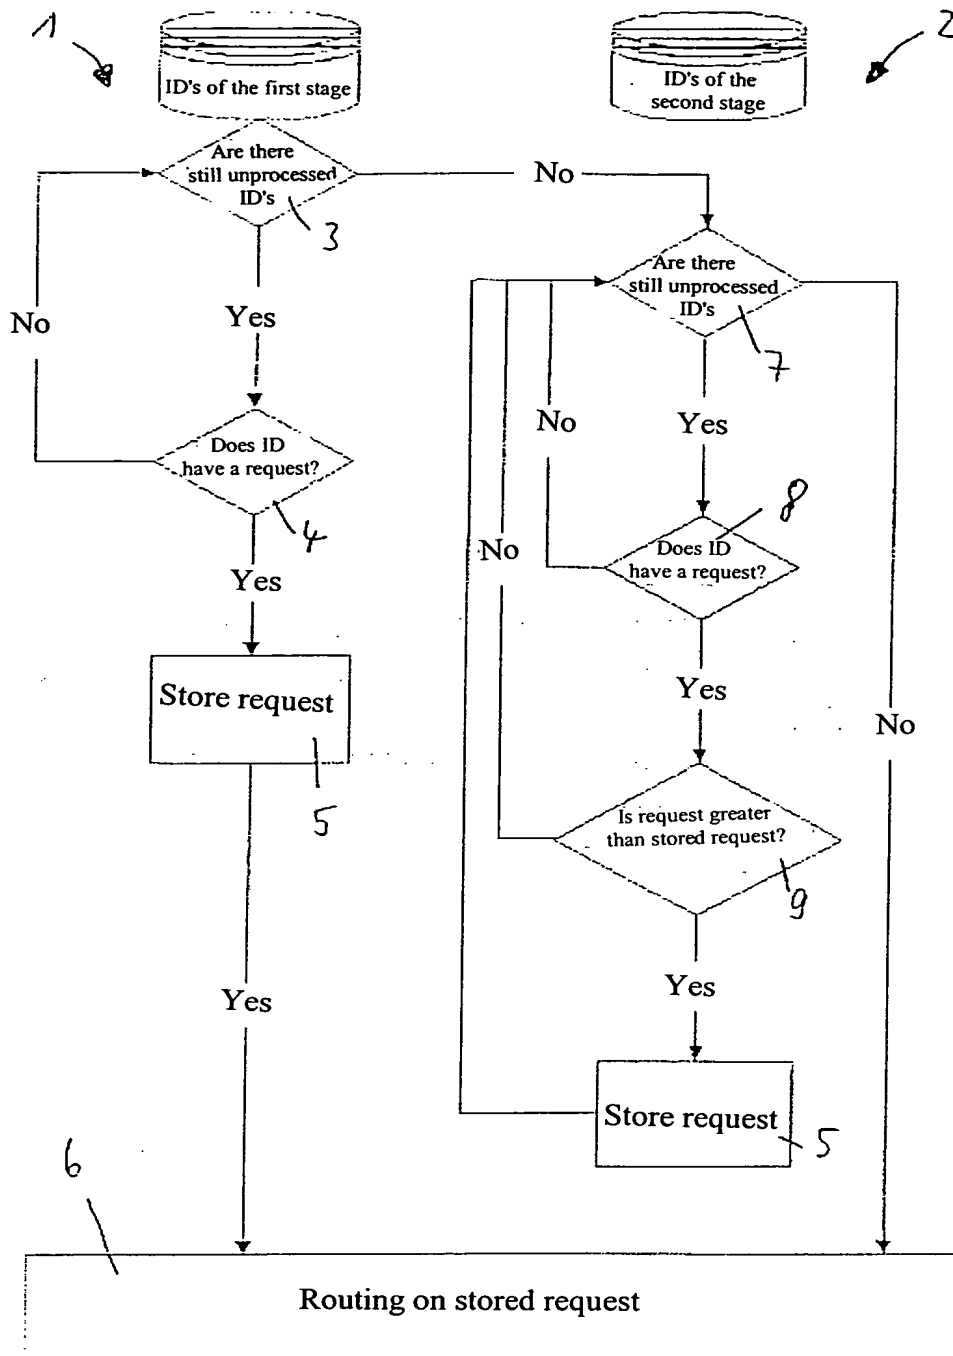 1
2
ID's of the first stage
ID's of the
second stage
Are there
still unprocessed
ID's
3
No
Are there
still unprocessed
ID's
7
No
Yes
No
Yes
Does ID
have a request?
4
8
No
Does ID
have a request?
Yes
Store request
5
Yes
No
Is request greater
than stored request?
9
Yes
Yes
Store request
5
6
Routing on stored request